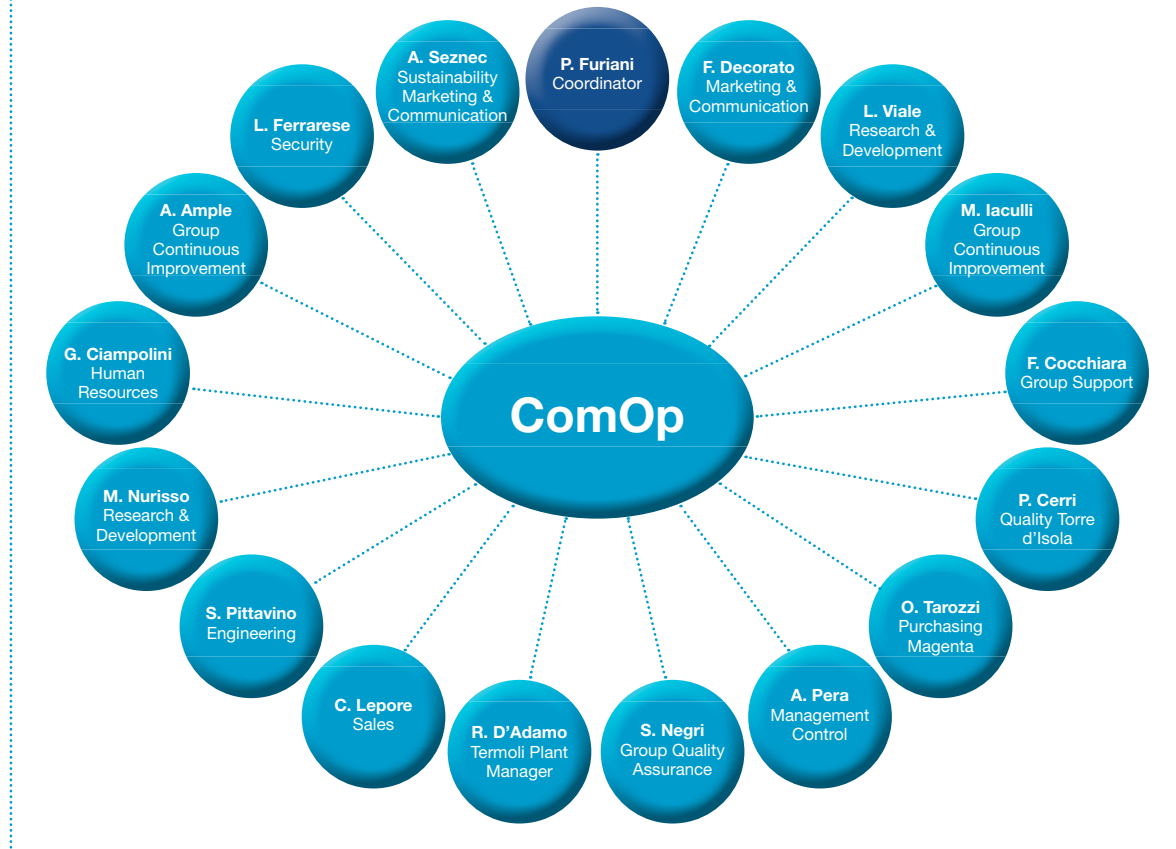 P. Furiani
Coordinator
F. Decorato
Marketing &
Communication
L. Viale
Research &
Development
M. Iaculli
Group
Continuous
Improvement
F. Cocchiara
Group Support
P. Cerri
Quality Torre
d’Isola
O. Tarozzi
Purchasing
Magenta
A. Pera
Management
Control
S. Negri
Group Quality
Assurance
R. D’Adamo
Termoli Plant
Manager
C. Lepore
Sales
S. Pittavino
Engineering
M. Nurisso
Research &
Development
G. Ciampolini
Human
Resources
A. Ample
Group
Continuous
Improvement
L. Ferrarese
Security
A. Seznec
Sustainability
Marketing &
Communication
ComOp